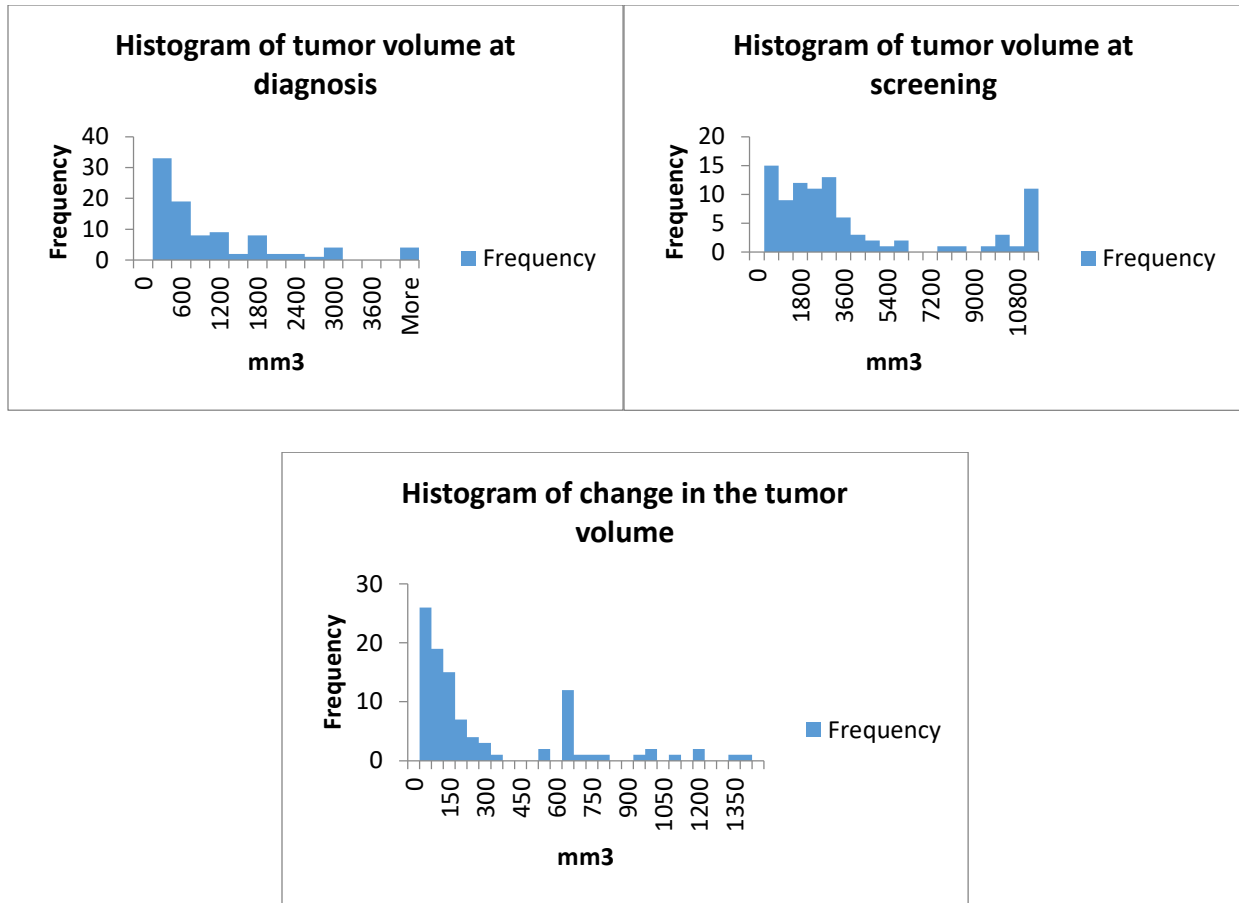 Histogram of tumor volume at
diagnosis
40
30
20
10
0
Frequency
0
600
1200
1800
2400
3000
3600
More
mm3
Frequency
Histogram of tumor volume at
screening
20
15
10
5
0
Frequency
0
1800
3600
5400
7200
9000
10800
mm3
Frequency
Histogram of change in the tumor
volume
30
20
10
0
Frequency
0
150
300
450
600
750
900
1050
1200
1350
mm3
Frequency